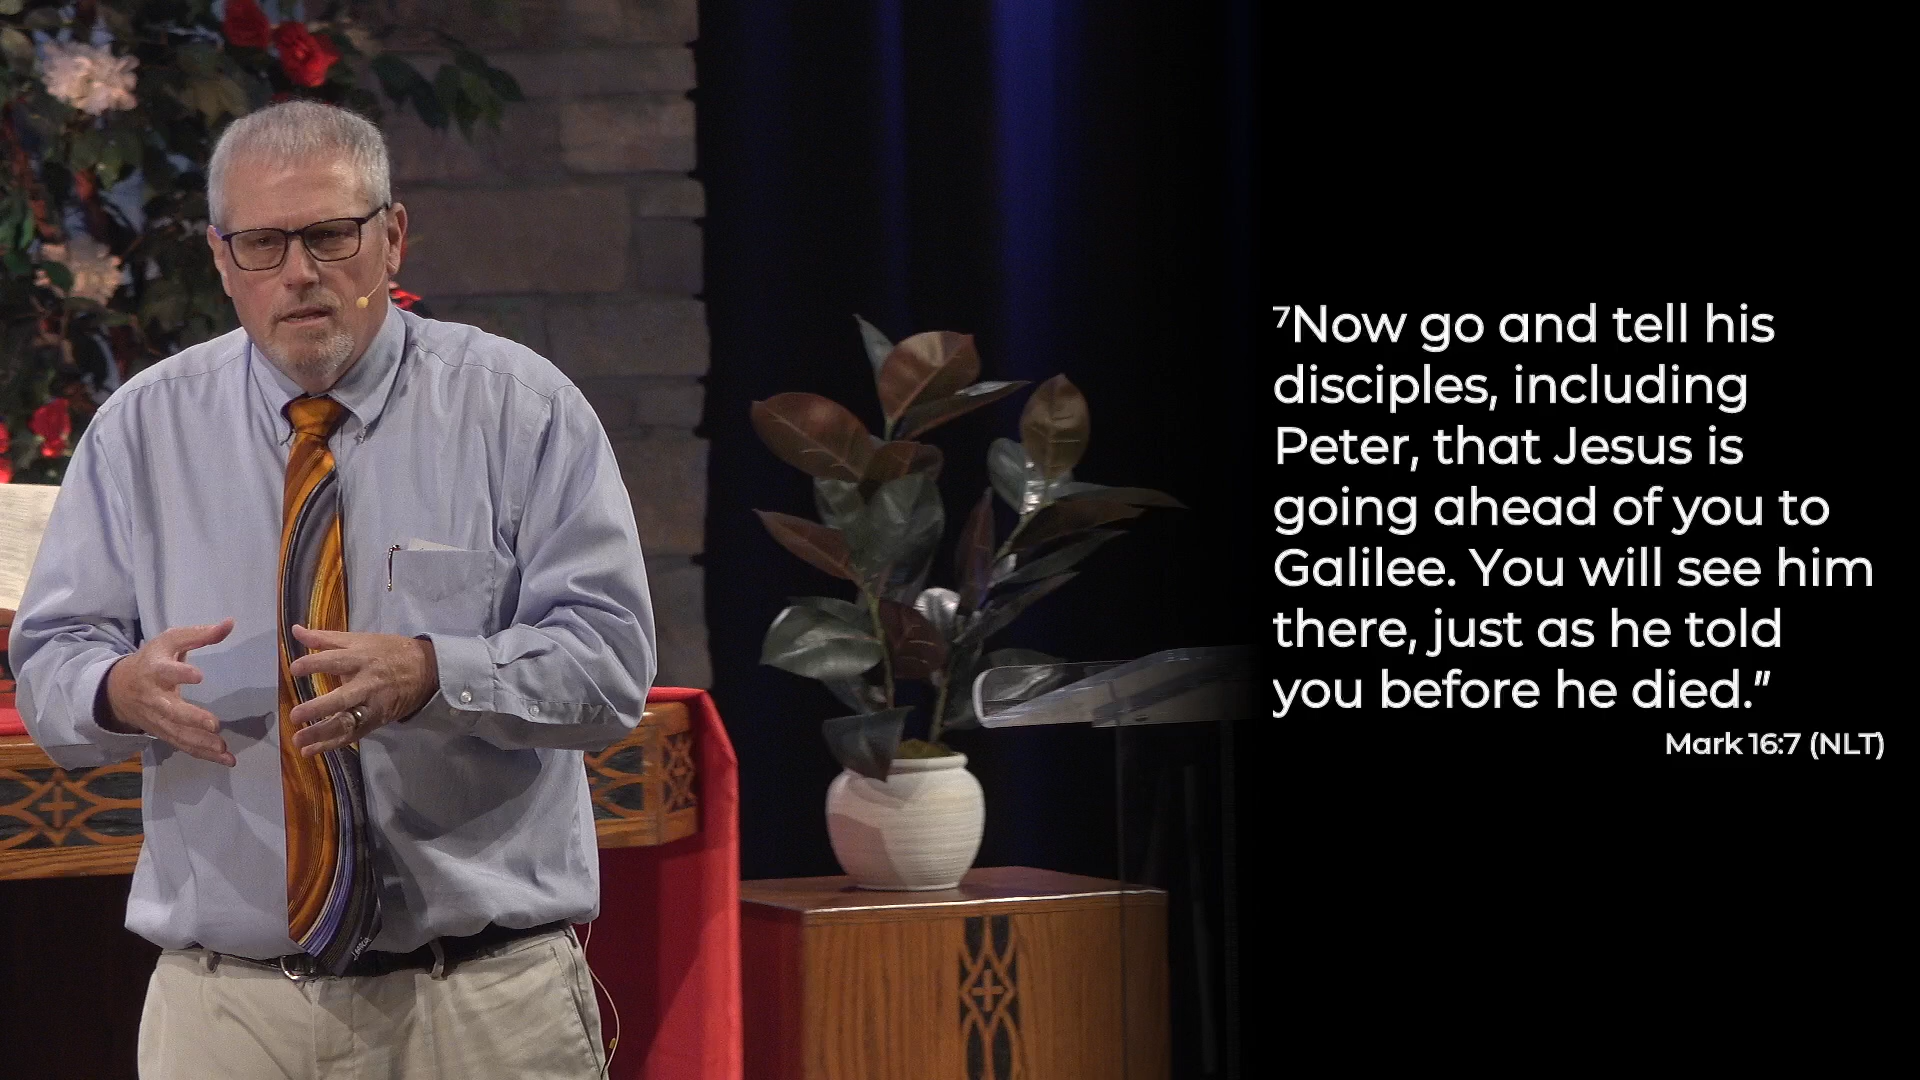 ⁷Now go and tell his
disciples, including
Peter, that Jesus is
going ahead of you to
Galilee. You will see him
there, just as he told
you before he died.”
Mark 16:7 (NLT)